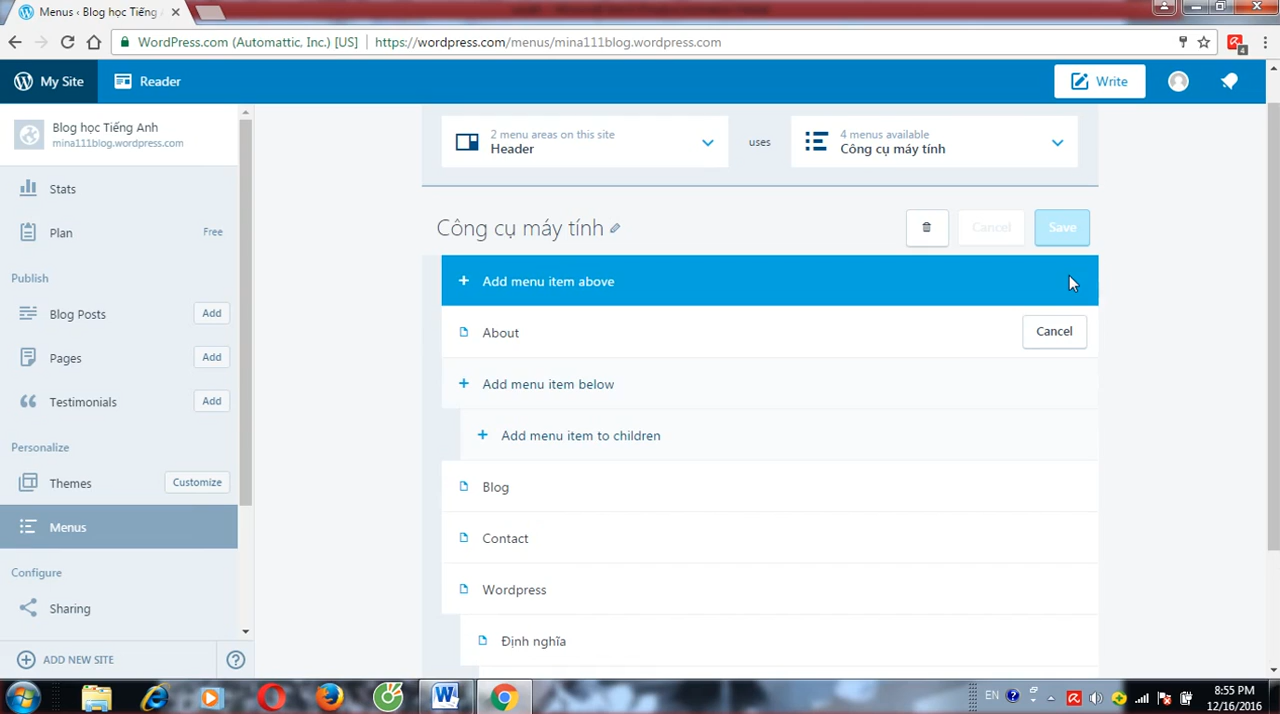 Menus ‹ Blog học Tiếng A
WordPress.com (Automattic, Inc.) [US]
https://wordpress.com/menus/mina111blog.wordpress.com
4
My Site
Reader
Write
Blog học Tiếng Anh
mina111blog.wordpress.com
Stats
Plan
Free
Publish
Blog Posts
Add
Pages
Add
Testimonials
Add
Personalize
Themes
Customize
Menus
Configure
Sharing
ADD NEW SITE
2 menu areas on this site
Header
uses
4 menus available
Công cụ máy tính
Công cụ máy tính
Cancel
Save
Add menu item above
About
Cancel
Add menu item below
Add menu item to children
Blog
Contact
Wordpress
Định nghĩa
EN
8:55 PM
12/16/2016